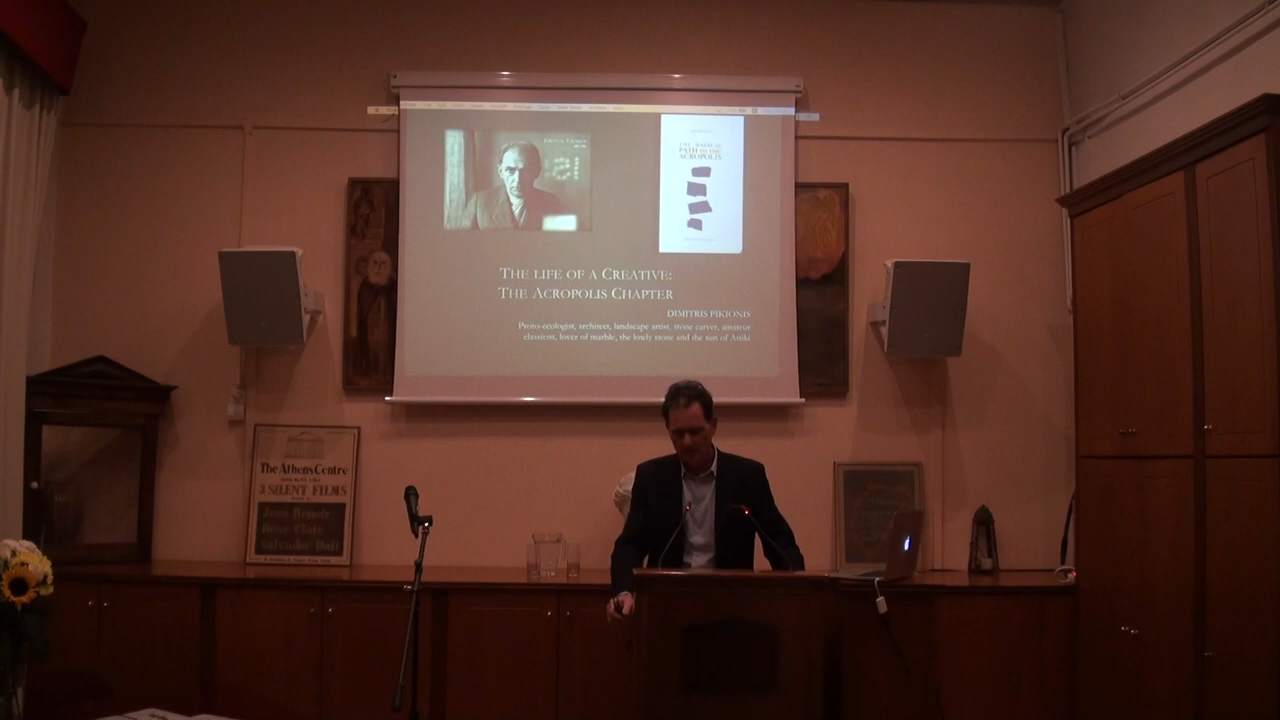 THE RADICAL
PATH TO THE
ACROPOLIS
THE LIFE OF A CREATIVE:
THE ACROPOLIS CHAPTER
DIMITRIS PIKIONIS
Proto-ecologist, architect, landscape artist, stone carver, amateur
classicist, lover of marble, the lowly stone and the sun of Attiki
The Athens Centre
3 SILENT FILMS
Jean Renoir
Rene Clair
Salvador Dali